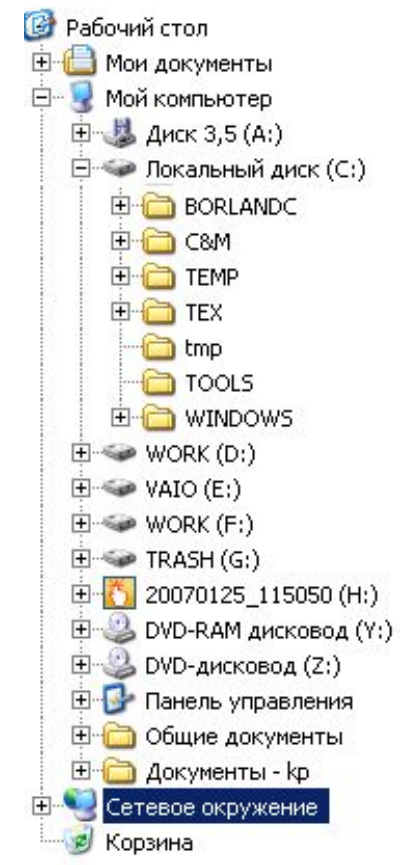 Рабочий стол
Мои документы
Мой компьютер
Диск 3,5 (A:)
Локальный диск (C:)
BORLANDC
C&M
TEMP
TEX
tmp
TOOLS
WINDOWS
WORK (D:)
VAIO (E:)
WORK (F:)
TRASH (G:)
20070125_115050 (H:)
DVD-RAM дисковод (Y:)
DVD-дисковод (Z:)
Панель управления
Общие документы
Документы - kp
Сетевое окружение
Корзина